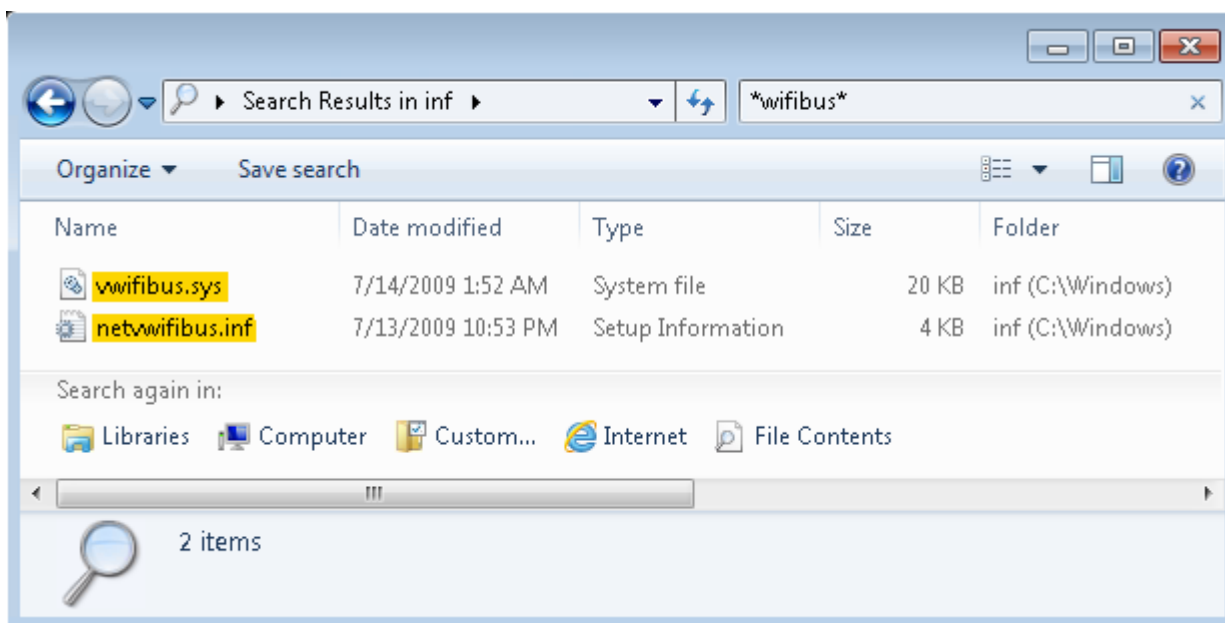 Search Results in inf
*wifibus*
Organize Save search
Name Date modified Type Size Folder
vwifibus.sys 7/14/2009 1:52 AM System file 20 KB inf (C:\Windows)
netvwifibus.inf 7/13/2009 10:53 PM Setup Information 4 KB inf (C:\Windows)
Search again in:
Libraries Computer Custom... Internet File Contents
2 items